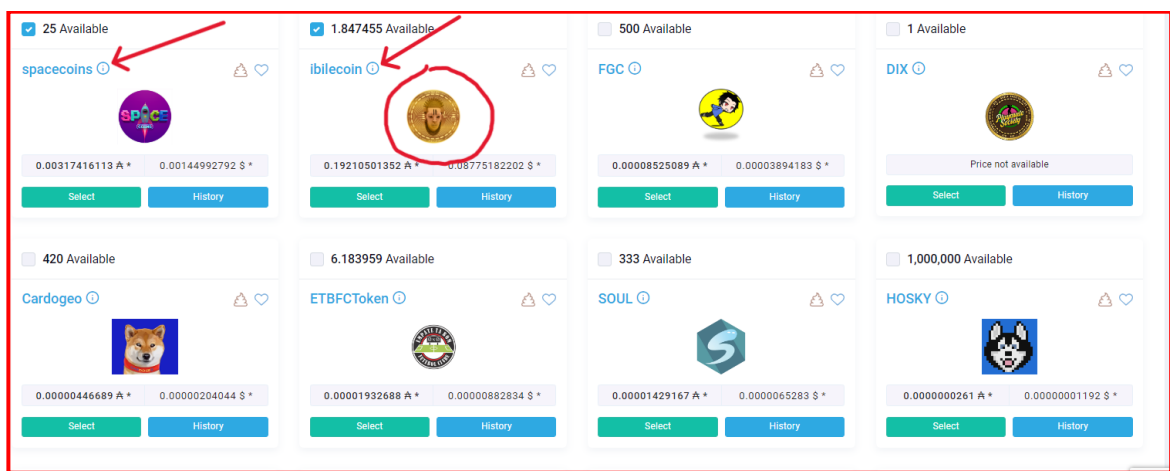 25 Available
1.847455 Available
500 Available
1 Available
spacecoins
ibilecoin
FGC
DIX
SPACE
Playmate
Society
0.00317416113 ₳ * 0.00144992792 $ *
0.19210501352 ₳ * 0.08775182202 $ *
0.00008525089 ₳ * 0.00003894183 $ *
Price not available
Select History
Select History
Select History
Select History
420 Available
6.183959 Available
333 Available
1,000,000 Available
Cardogeo
ETBFCToken
SOUL
HOSKY
0.00000446689 ₳ * 0.00000204044 $ *
0.00001932688 ₳ * 0.00000882834 $ *
0.00001429167 ₳ * 0.0000065283 $ *
0.0000000261 ₳ * 0.00000001192 $ *
Select History
Select History
Select History
Select History